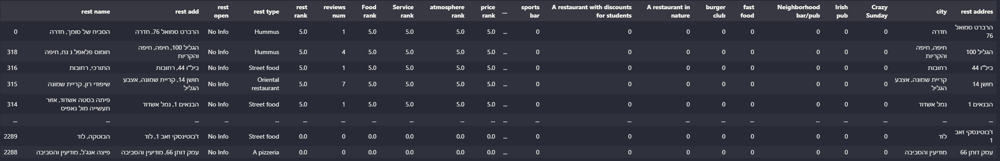 rest name rest add rest open rest type rest rank reviews num Food rank Service rank atmosphere rank price rank ... sports bar A restaurant with discounts for students A restaurant in nature burger club fast food Neighborhood bar/pub Irish pub Crazy Sunday city rest addres
0 הסביח של סומך, חדרה הרברט סמואל 76, חדרה No Info Hummus 5.0 1 5.0 5.0 5.0 5.0 ... 0 0 0 0 0 0 0 0 חדרה הרברט סמואל 76
318 חומוס פלאפל נ נח, חיפה הגליל 100, חיפה, חיפה והקריות No Info Hummus 5.0 4 5.0 5.0 5.0 5.0 ... 0 0 0 0 0 0 0 0 חיפה, חיפה והקריות הגליל 100
316 התורכי, רחובות ביל"ו 44, רחובות No Info Street food 5.0 1 5.0 5.0 5.0 5.0 ... 0 0 0 0 0 0 0 0 רחובות ביל"ו 44
315 שיפודי רון, קריית שמונה חושן 14, קריית שמונה, אצבע הגליל No Info Oriental restaurant 5.0 7 5.0 5.0 5.0 5.0 ... 0 0 0 0 0 0 0 0 קריית שמונה, אצבע הגליל חושן 14
314 פיתה בסטה אשדוד, אזור תעשייה מול נאפיס הבנאים 1, נמל אשדוד No Info Street food 5.0 1 5.0 5.0 5.0 5.0 ... 0 0 0 0 0 0 0 0 נמל אשדוד הבנאים 1
... ... ... ... ... ... ... ... ... ... ... ... ... ... ... ... ... ... ... ... ... ...
2289 הבוטקה, לוד ז'בוטינסקי זאב 1, לוד No Info Street food 0.0 0 0.0 0.0 0.0 0.0 ... 0 0 0 0 0 0 0 0 לוד ז'בוטינסקי זאב 1
2288 פיצה אנג'ל, מודיעין והסביבה עמק דותן 66, מודיעין והסביבה No Info A pizzeria 0.0 0 0.0 0.0 0.0 0.0 ... 0 0 0 0 0 0 0 0 מודיעין והסביבה עמק דותן 66